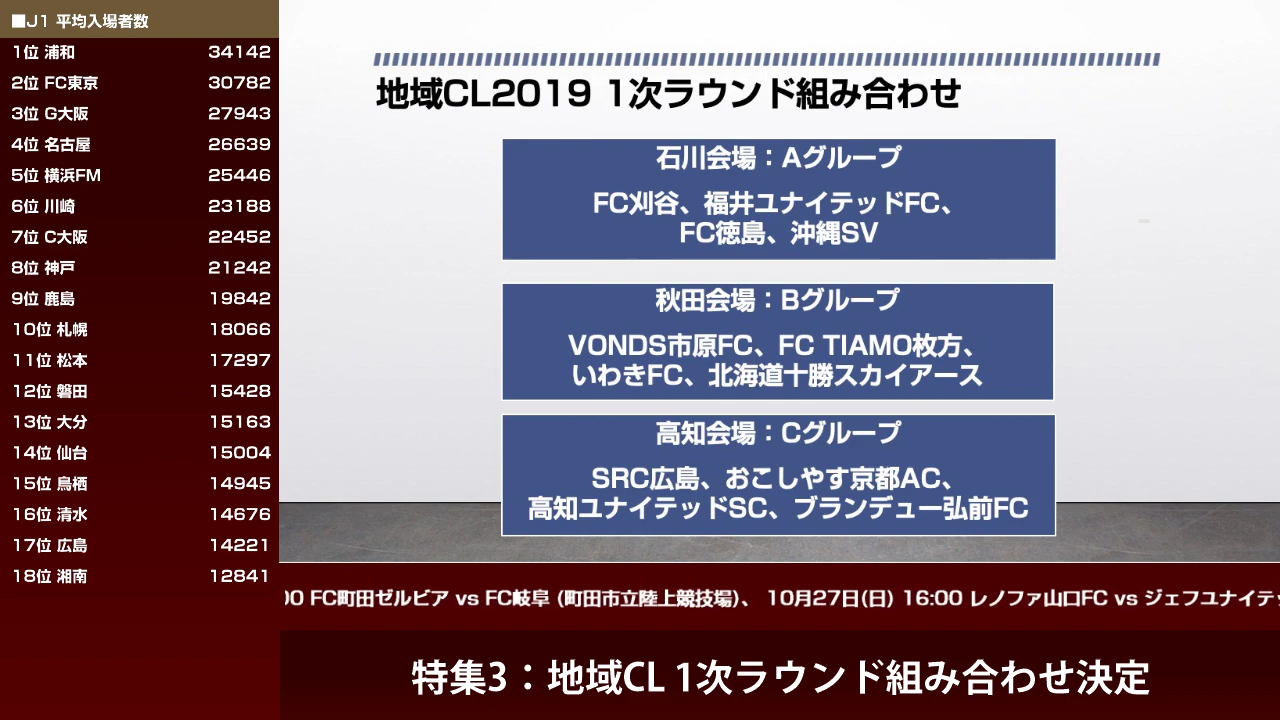 ■J1 平均入場者数
1位 浦和 34142
2位 FC東京 30782
3位 G大阪 27943
4位 名古屋 26639
5位 横浜FM 25446
6位 川崎 23188
7位 C大阪 22452
8位 神戸 21242
9位 鹿島 19842
10位 札幌 18066
11位 松本 17297
12位 磐田 15428
13位 大分 15163
14位 仙台 15004
15位 鳥栖 14945
16位 清水 14676
17位 広島 14221
18位 湘南 12841
地域CL2019 1次ラウンド組み合わせ
石川会場：Aグループ
FC刈谷、福井ユナイテッドFC、
FC徳島、沖縄SV
秋田会場：Bグループ
VONDS市原FC、FC TIAMO枚方、
いわきFC、北海道十勝スカイアース
高知会場：Cグループ
SRC広島、おこしやす京都AC、
高知ユナイテッドSC、ブランデュー弘前FC
00 FC町田ゼルビア vs FC岐阜 (町田市立陸上競技場)、 10月27日(日) 16:00 レノファ山口FC vs ジェフユナイテッ
特集3：地域CL 1次ラウンド組み合わせ決定